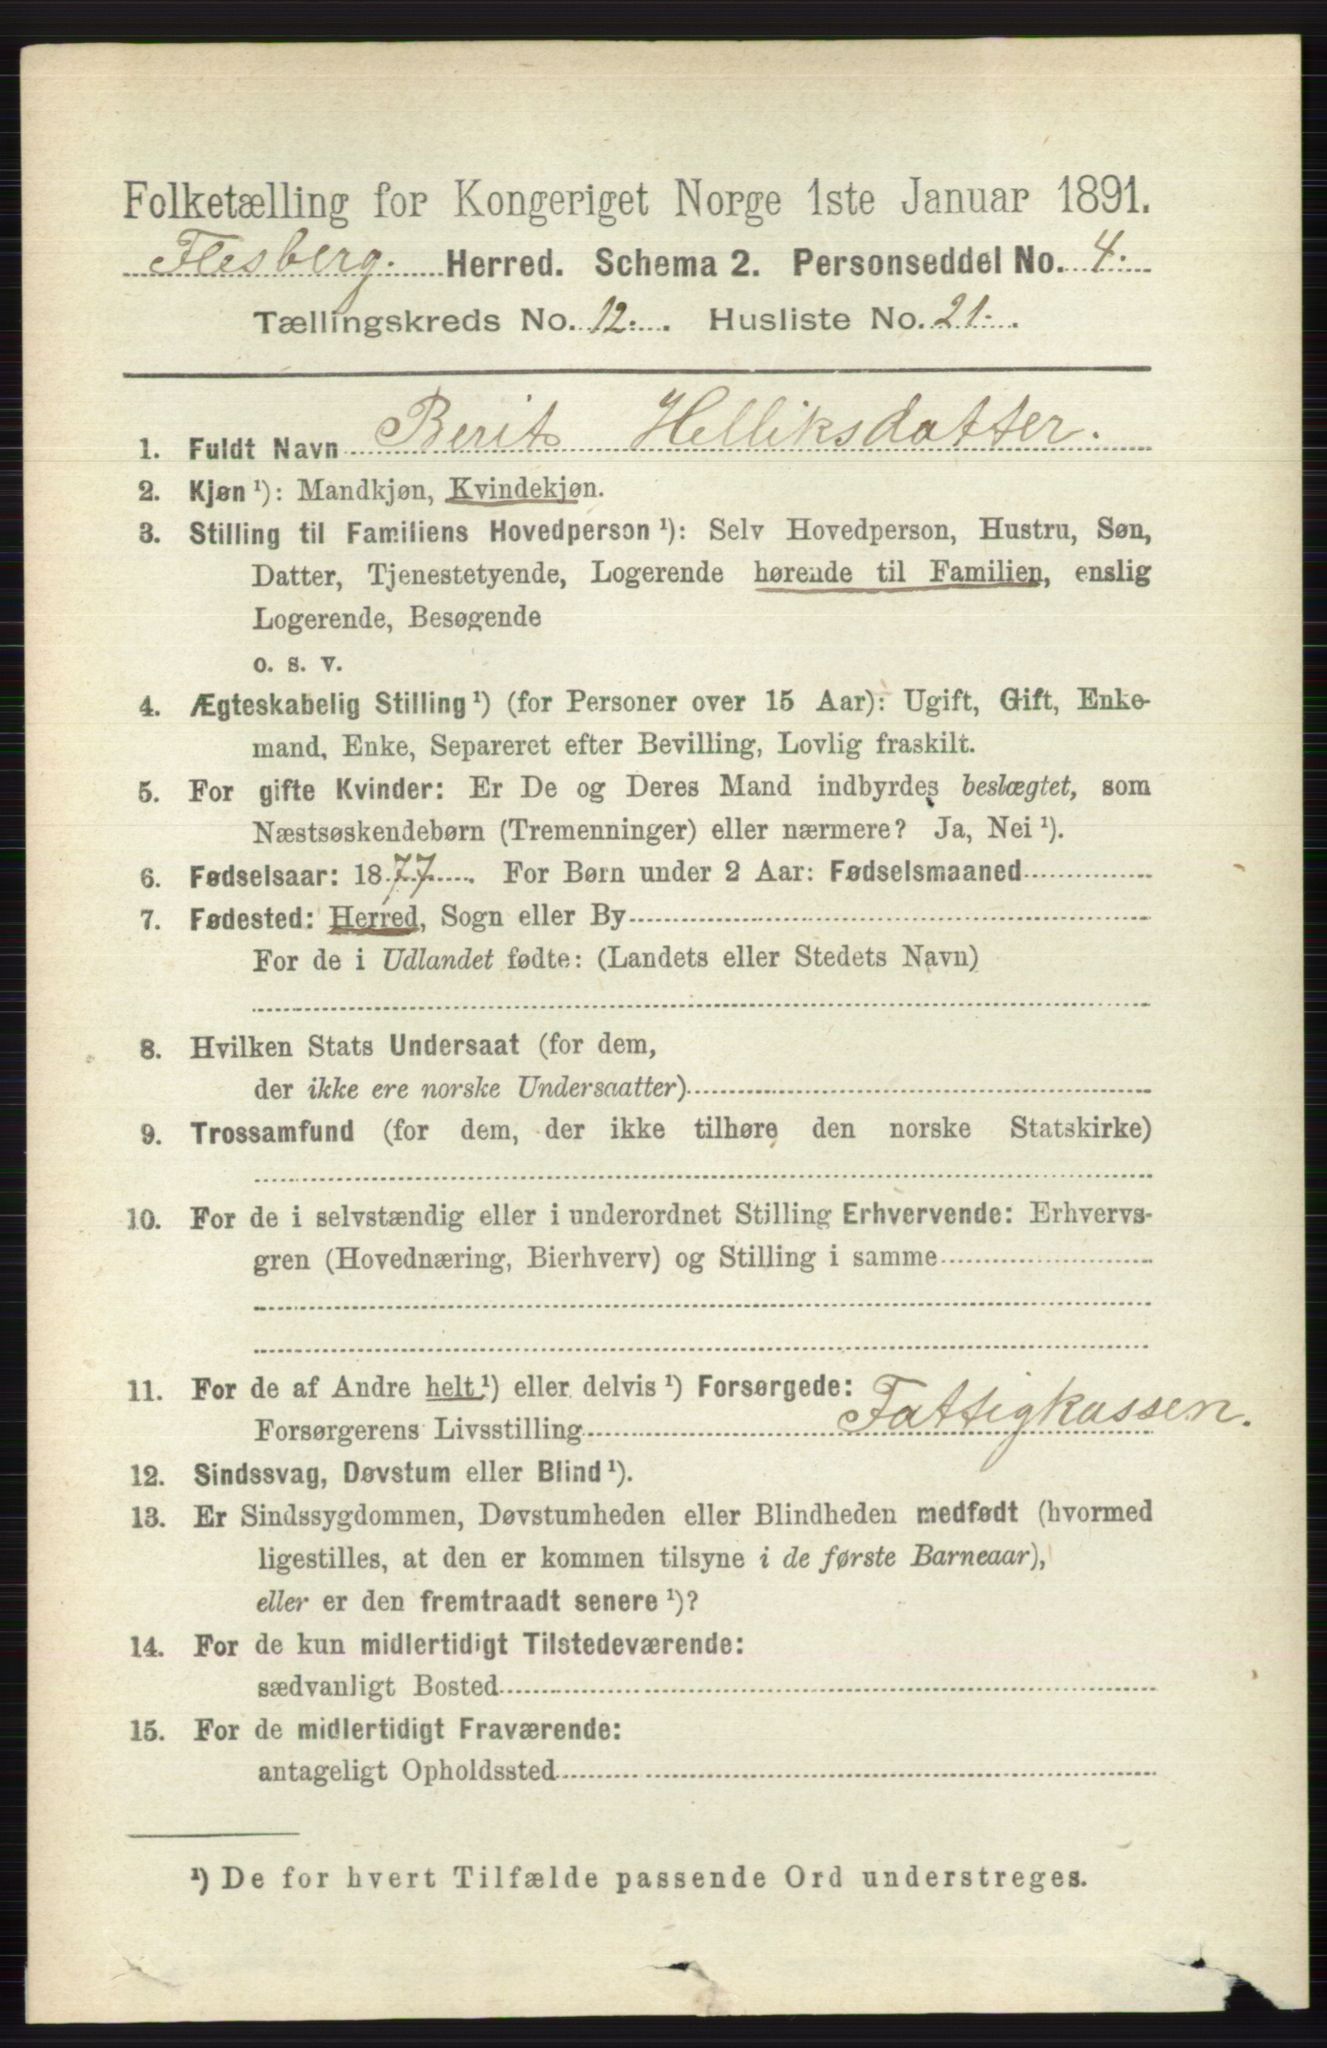 Folketælling for Kongeriget Norge 1ste Januar 1891.
Flesberg. Herred. Schema 2. Personseddel No. 4.
Tællingskreds No. 12. Husliste No. 21.
1. Fuldt Navn Berit Helliksdatter.
2. Kjøn ¹): Mandkjøn, Kvindekjøn.
3. Stilling til Familiens Hovedperson ¹): Selv Hovedperson, Hustru, Søn,
Datter, Tjenestetyende, Logerende hørende til Familien, enslig
Logerende, Besøgende
o. s. v.
4. Ægteskabelig Stilling ¹) (for Personer over 15 Aar): Ugift, Gift, Enke-
mand, Enke, Separeret efter Bevilling, Lovlig fraskilt.
5. For gifte Kvinder: Er De og Deres Mand indbyrdes beslægtet, som
Næstsøskendebørn (Tremenninger) eller nærmere? Ja, Nei ¹).
6. Fødselsaar: 1877. For Børn under 2 Aar: Fødselsmaaned
7. Fødested: Herred, Sogn eller By
For de i Udlandet fødte: (Landets eller Stedets Navn)
8. Hvilken Stats Undersaat (for dem,
der ikke ere norske Undersaatter)
9. Trossamfund (for dem, der ikke tilhøre den norske Statskirke)
10. For de i selvstændig eller i underordnet Stilling Erhvervende: Erhvervs-
gren (Hovednæring, Bierhverv) og Stilling i samme
11. For de af Andre helt ¹) eller delvis ¹) Forsørgede:
Forsørgerens Livsstilling Fattigkassen.
12. Sindssvag, Døvstum eller Blind ¹).
13. Er Sindssygdommen, Døvstumheden eller Blindheden medfødt (hvormed
ligestilles, at den er kommen tilsyne i de første Barneaar),
eller er den fremtraadt senere ¹)?
14. For de kun midlertidigt Tilstedeværende:
sædvanligt Bosted
15. For de midlertidigt Fraværende:
antageligt Opholdssted
¹) De for hvert Tilfælde passende Ord understreges.